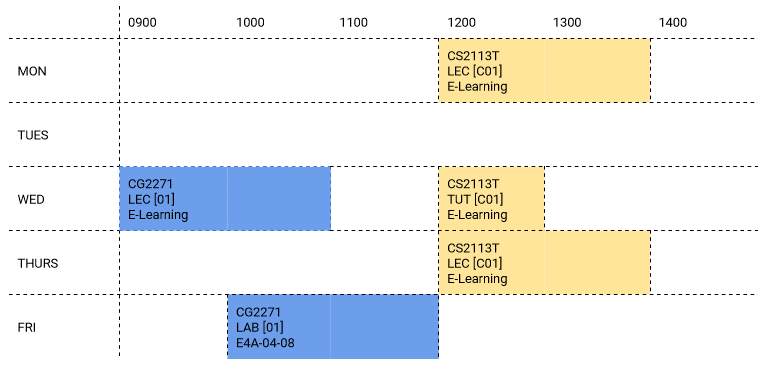 0900 1000 1100 1200 1300 1400
MON
CS2113T
LEC [C01]
E-Learning
TUES
WED
CG2271
LEC [01]
E-Learning
CS2113T
TUT [C01]
E-Learning
THURS
CS2113T
LEC [C01]
E-Learning
FRI
CG2271
LAB [01]
E4A-04-08